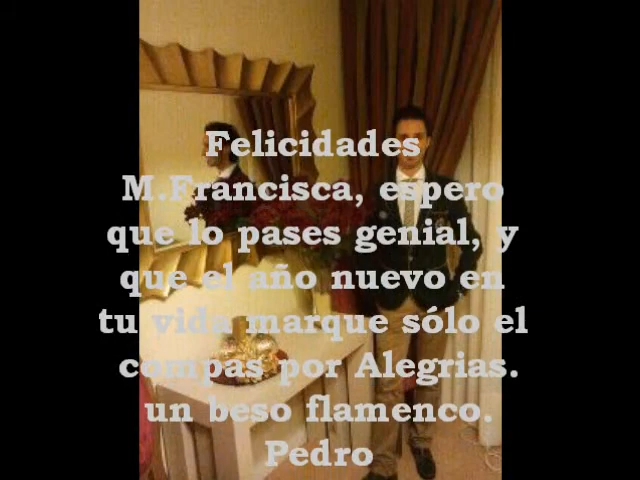 Felicidades
M.Francisca, espero
que lo pases genial, y
que el año nuevo en
tu vida marque sólo el
compas por Alegrias.
un beso flamenco.
Pedro